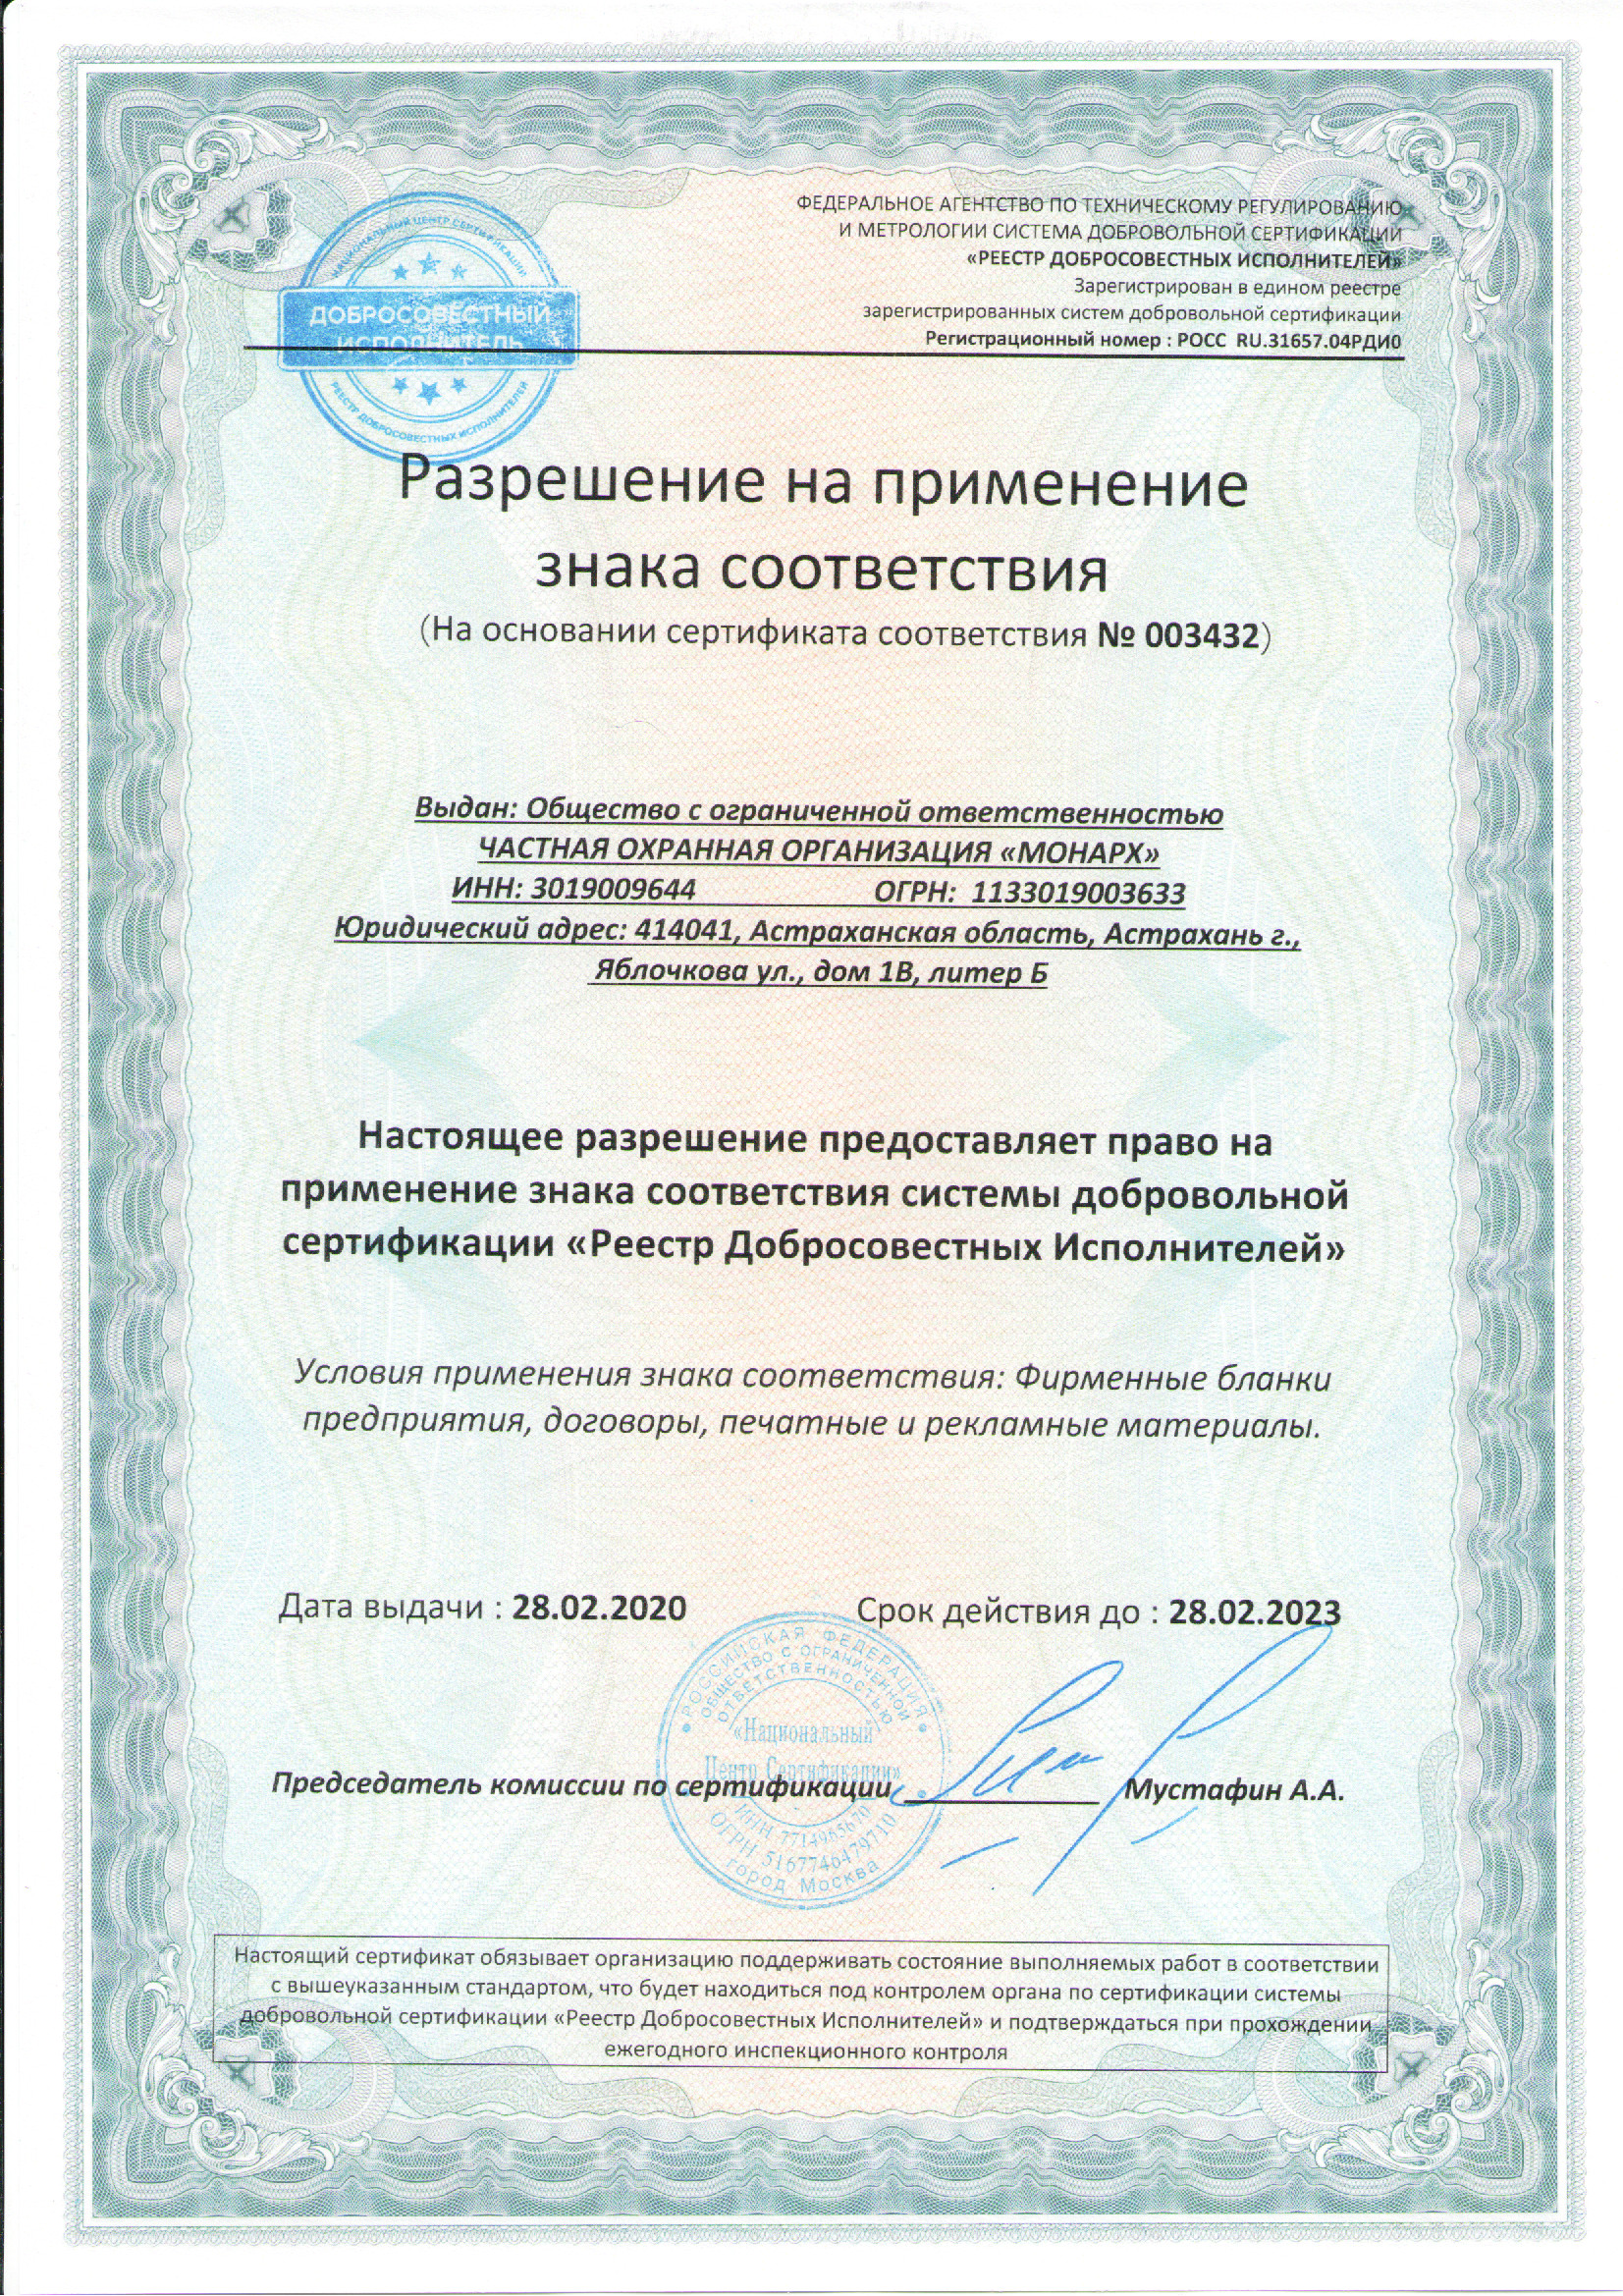 НАЦИОНАЛЬНЫЙ ЦЕНТР СЕРТИФИКАЦИИ
ДОБРОСОВЕСТНЫЙ
ИСПОЛНИТЕЛЬ
РЕЕСТР ДОБРОСОВЕСТНЫХ ИСПОЛНИТЕЛЕЙ
ФЕДЕРАЛЬНОЕ АГЕНТСТВО ПО ТЕХНИЧЕСКОМУ РЕГУЛИРОВАНИЮ
И МЕТРОЛОГИИ СИСТЕМА ДОБРОВОЛЬНОЙ СЕРТИФИКАЦИИ
«РЕЕСТР ДОБРОСОВЕСТНЫХ ИСПОЛНИТЕЛЕЙ»
Зарегистрирован в едином реестре
зарегистрированных систем добровольной сертификации
Регистрационный номер : РОСС RU.31657.04РДИ0
Разрешение на применение
знака соответствия
(На основании сертификата соответствия № 003432)
Выдан: Общество с ограниченной ответственностью
ЧАСТНАЯ ОХРАННАЯ ОРГАНИЗАЦИЯ «МОНАРХ»
ИНН: 3019009644 ОГРН: 1133019003633
Юридический адрес: 414041, Астраханская область, Астрахань г.,
Яблочкова ул., дом 1В, литер Б
Настоящее разрешение предоставляет право на
применение знака соответствия системы добровольной
сертификации «Реестр Добросовестных Исполнителей»
Условия применения знака соответствия: Фирменные бланки
предприятия, договоры, печатные и рекламные материалы.
Дата выдачи : 28.02.2020 Срок действия до : 28.02.2023
РОССИЙСКАЯ ФЕДЕРАЦИЯ
ОБЩЕСТВО С ОГРАНИЧЕННОЙ
ОТВЕТСТВЕННОСТЬЮ
«Национальный
Центр Сертификации»
Председатель комиссии по сертификации Мустафин А.А.
ИНН
ОГРН 5167746479710
город Москва
Настоящий сертификат обязывает организацию поддерживать состояние выполняемых работ в соответствии
с вышеуказанным стандартом, что будет находиться под контролем органа по сертификации системы
добровольной сертификации «Реестр Добросовестных Исполнителей» и подтверждаться при прохождении
ежегодного инспекционного контроля